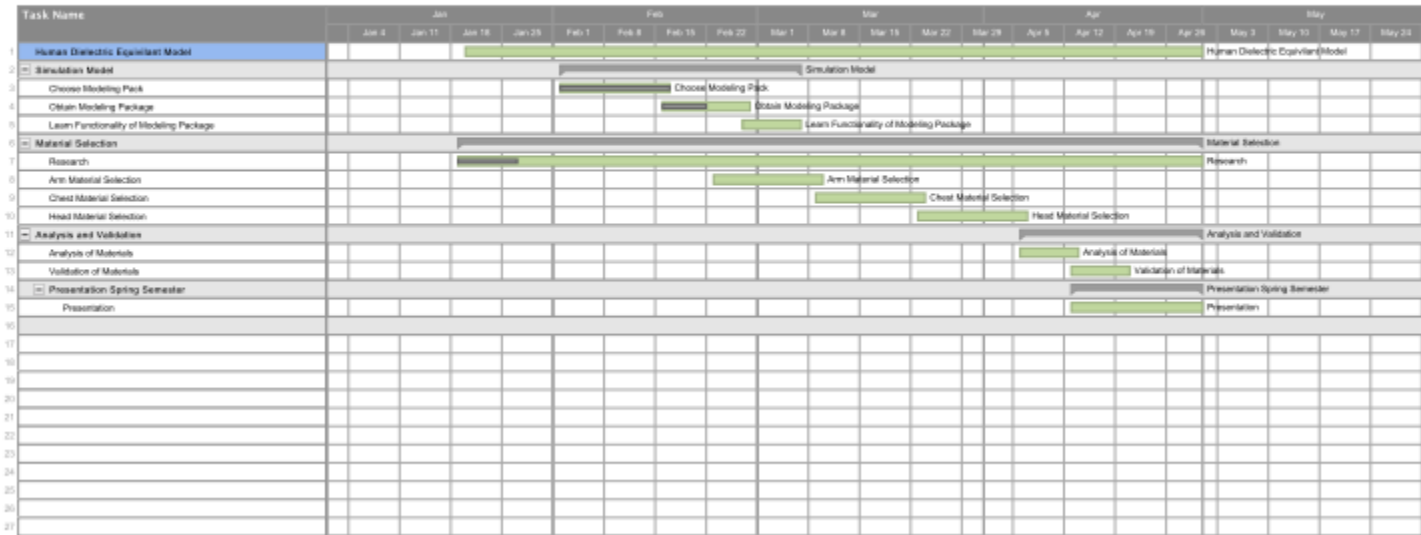 Task Name
Jan Feb Mar Apr May
Jan 4 Jan 11 Jan 18 Jan 25 Feb 1 Feb 8 Feb 15 Feb 22 Mar 1 Mar 8 Mar 15 Mar 22 Mar 29 Apr 5 Apr 12 Apr 19 Apr 26 May 3 May 10 May 17 May 24
1 Human Dielectric Equivilant Model Human Dielectric Equivilant Model
2 Simulation Model Simulation Model
3 Choose Modeling Pack Choose Modeling Pack
4 Obtain Modeling Package Obtain Modeling Package
5 Learn Functionality of Modeling Package Learn Functionality of Modeling Package
6 Material Selection Material Selection
7 Research Research
8 Arm Material Selection Arm Material Selection
9 Chest Material Selection Chest Material Selection
10 Head Material Selection Head Material Selection
11 Analysis and Validation Analysis and Validation
12 Analysis of Materials Analysis of Materials
13 Validation of Materials Validation of Materials
14 Presentation Spring Semester Presentation Spring Semester
15 Presentation Presentation
16
17
18
19
20
21
22
23
24
25
26
27